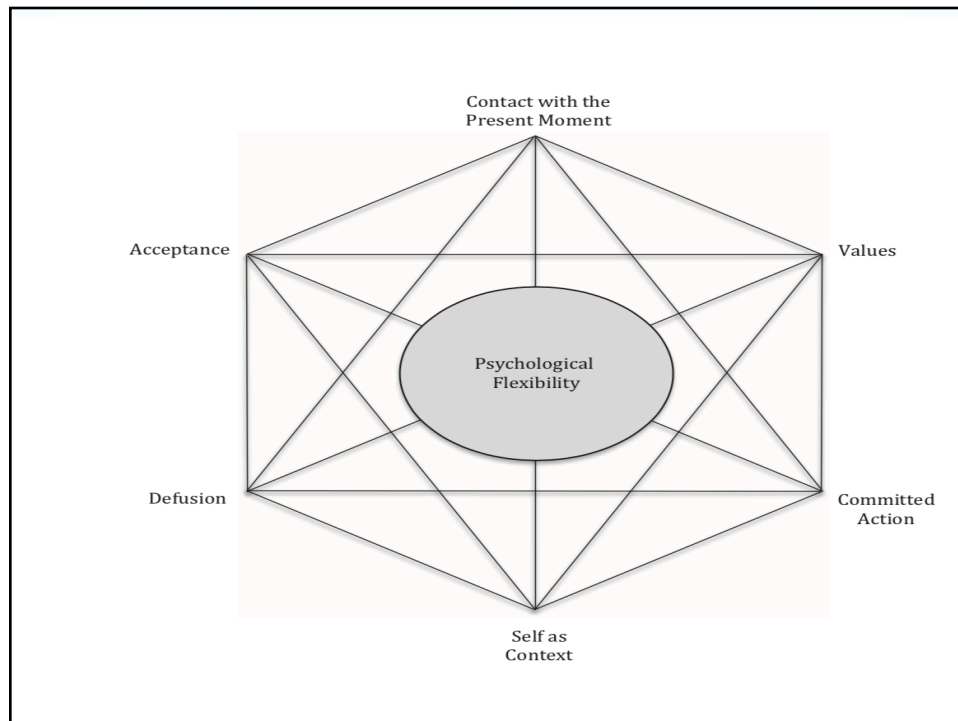 Contact with the
Present Moment
Acceptance
Values
Psychological
Flexibility
Defusion
Committed
Action
Self as
Context